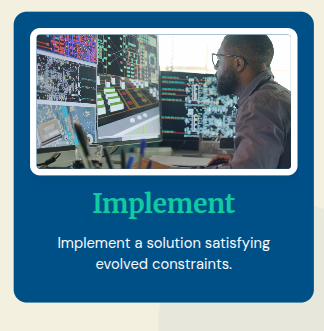 Implement
Implement a solution satisfying
evolved constraints.